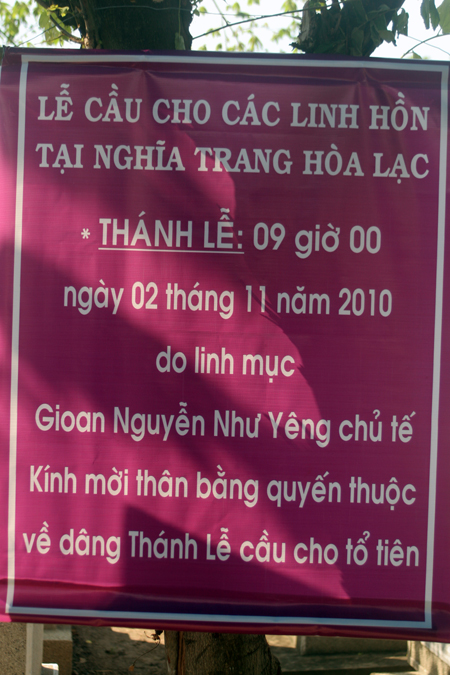 LỄ CẦU CHO CÁC LINH HỒN
TẠI NGHĨA TRANG HÒA LẠC
* THÁNH LỄ: 09 giờ 00
ngày 02 tháng 11 năm 2010
do linh mục
Gioan Nguyễn Như Yêng chủ tế
Kính mời thân bằng quyến thuộc
về dâng Thánh Lễ cầu cho tổ tiên